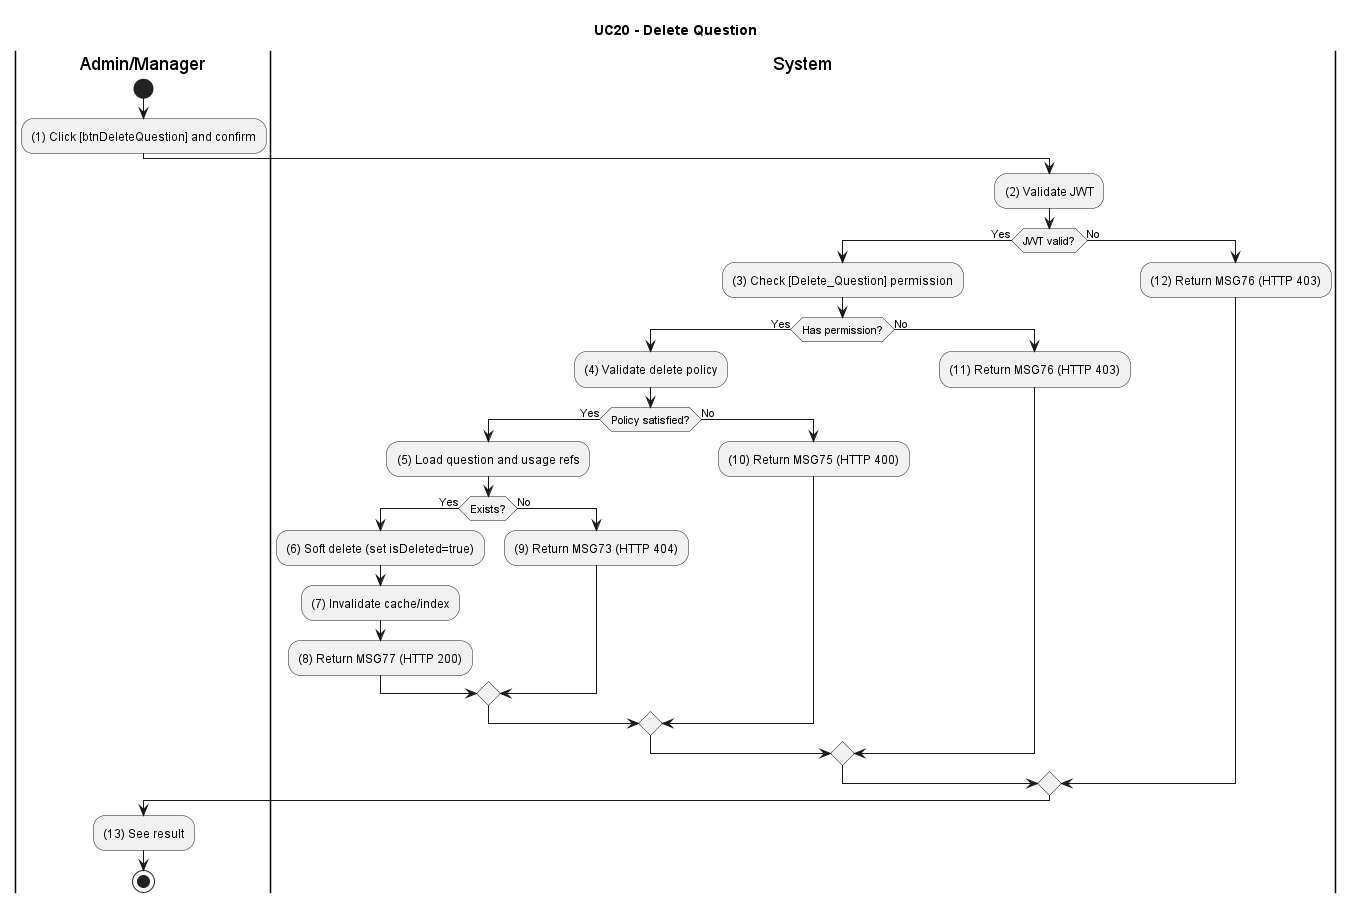 UC20 - Delete Question
Admin/Manager
System
(1) Click [btnDeleteQuestion] and confirm
(2) Validate JWT
Yes
JWT valid?
No
(3) Check [Delete_Question] permission
(12) Return MSG76 (HTTP 403)
Yes
Has permission?
No
(4) Validate delete policy
(11) Return MSG76 (HTTP 403)
Yes
Policy satisfied?
No
(5) Load question and usage refs
(10) Return MSG75 (HTTP 400)
Yes
Exists?
No
(6) Soft delete (set isDeleted=true)
(9) Return MSG73 (HTTP 404)
(7) Invalidate cache/index
(8) Return MSG77 (HTTP 200)
(13) See result